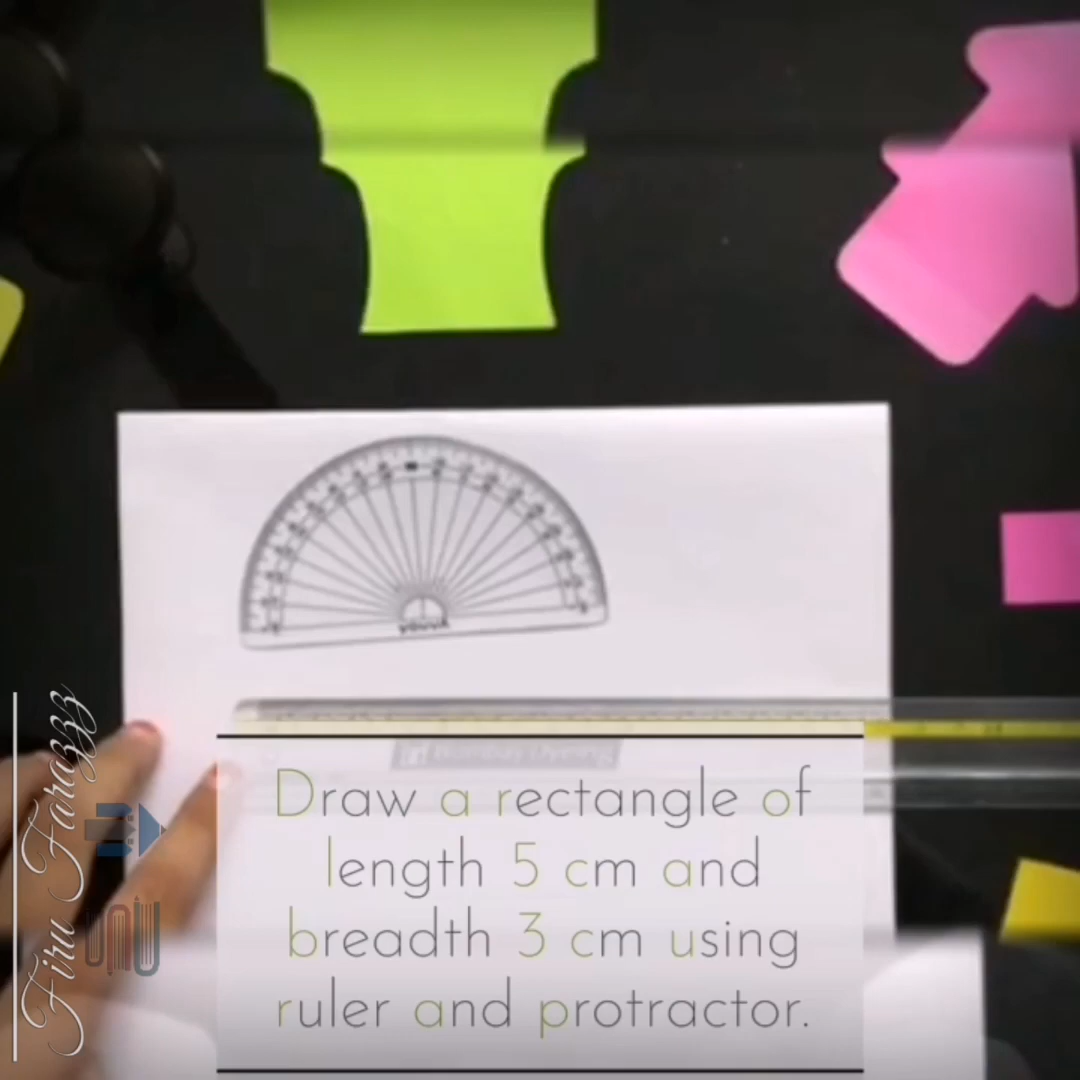 Draw a rectangle of
length 5 cm and
breadth 3 cm using
ruler and protractor.
Firu Farazzz